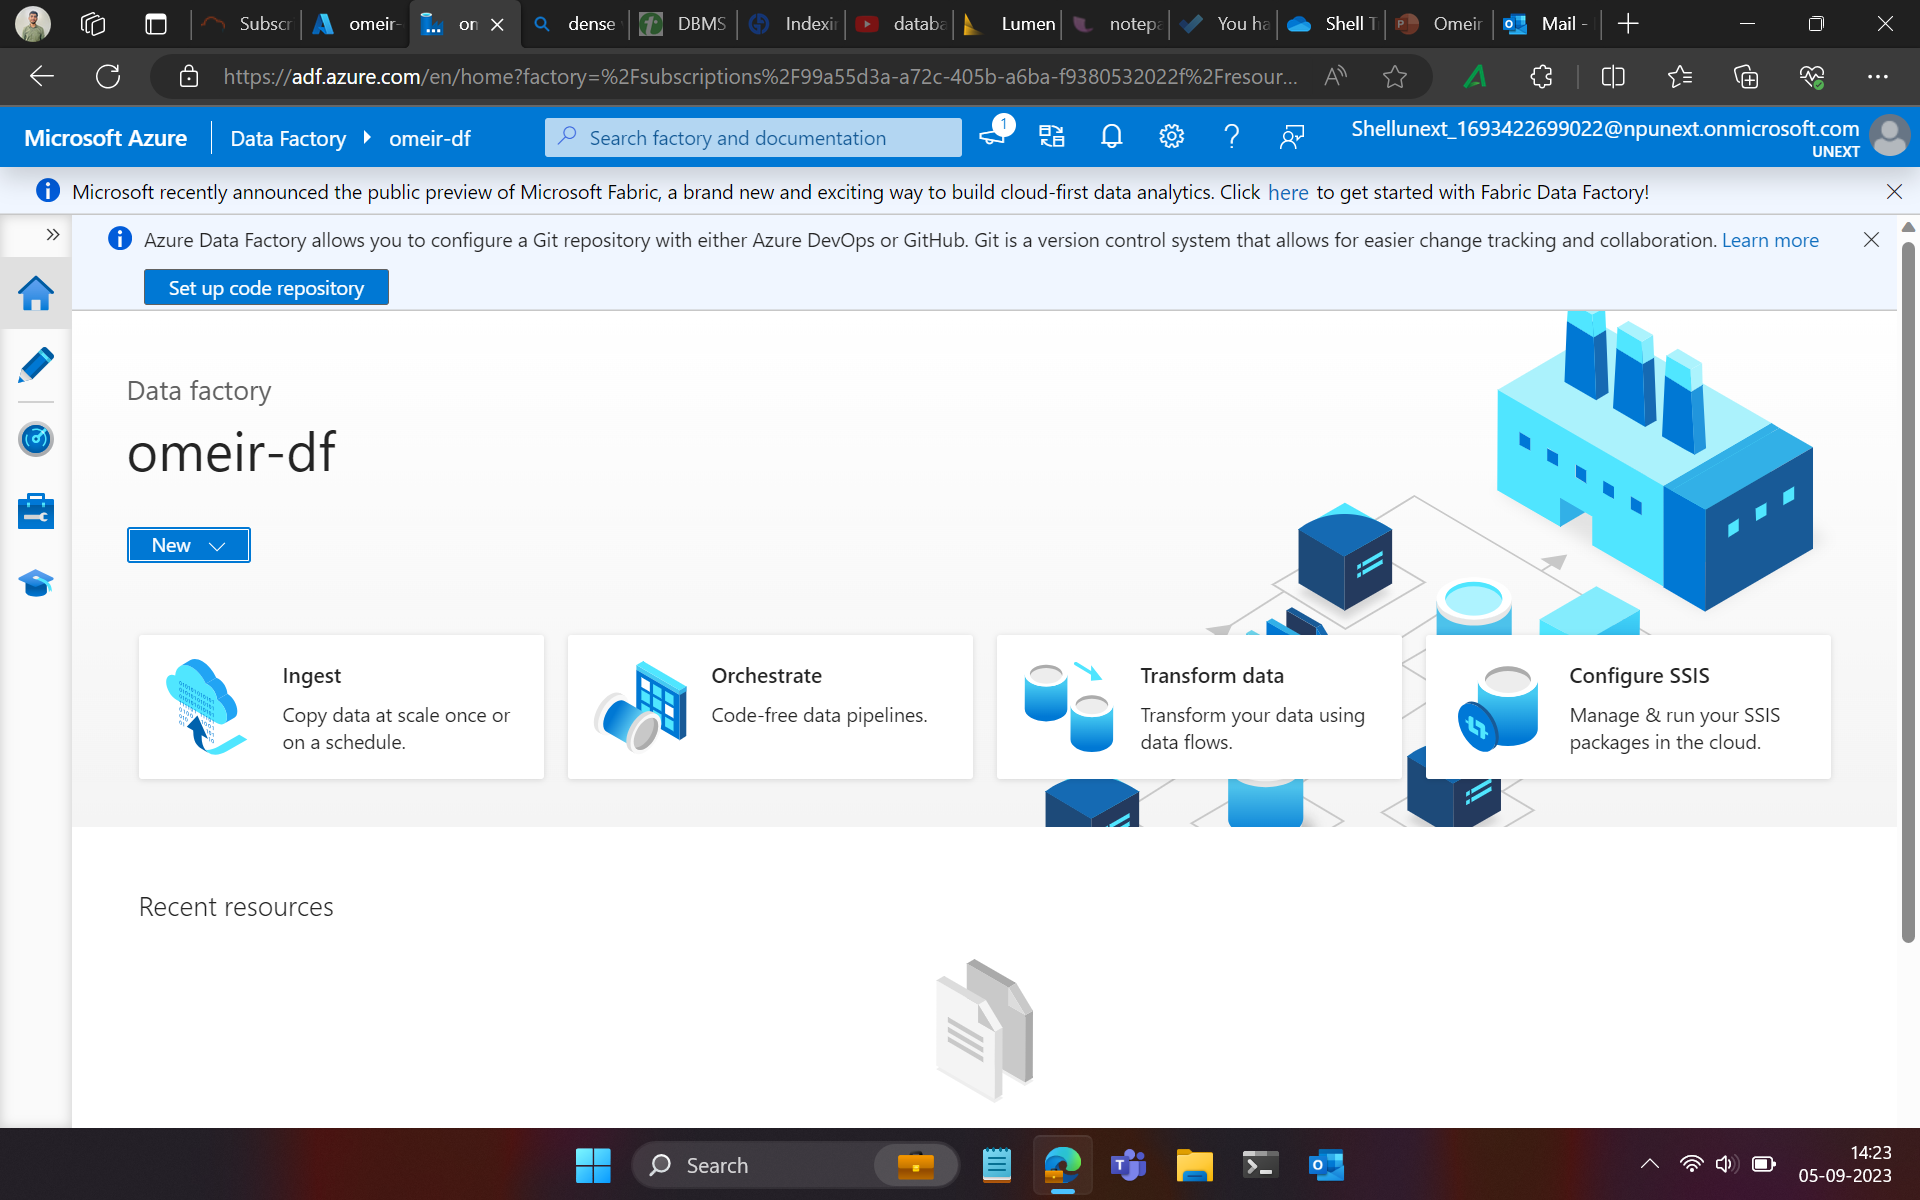 Subscr
omeir-
on
dense
DBMS
Indexin
databa
Lumen
notepa
You ha
Shell T
Omeir
Mail -
https://adf.azure.com/en/home?factory=%2Fsubscriptions%2F99a55d3a-a72c-405b-a6ba-f9380532022f%2Fresour...
Microsoft Azure
Data Factory
omeir-df
Search factory and documentation
1
Shellunext_1693422699022@npunext.onmicrosoft.com
UNEXT
Microsoft recently announced the public preview of Microsoft Fabric, a brand new and exciting way to build cloud-first data analytics. Click here to get started with Fabric Data Factory!
Azure Data Factory allows you to configure a Git repository with either Azure DevOps or GitHub. Git is a version control system that allows for easier change tracking and collaboration. Learn more
Set up code repository
Data factory
omeir-df
New
Ingest
Copy data at scale once or
on a schedule.
Orchestrate
Code-free data pipelines.
Transform data
Transform your data using
data flows.
Configure SSIS
Manage & run your SSIS
packages in the cloud.
Recent resources
Search
14:23
05-09-2023